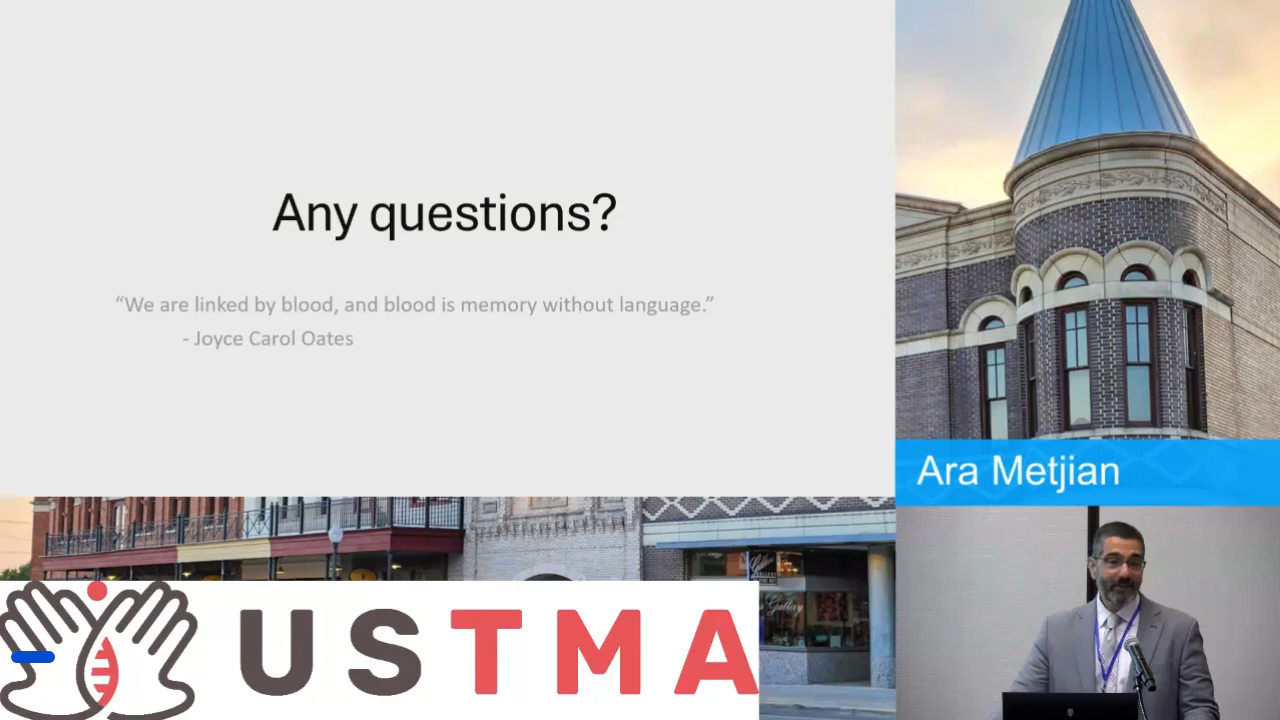 Any questions?
“We are linked by blood, and blood is memory without language.”
- Joyce Carol Oates
Ara Metjian
Gallery
USTMA